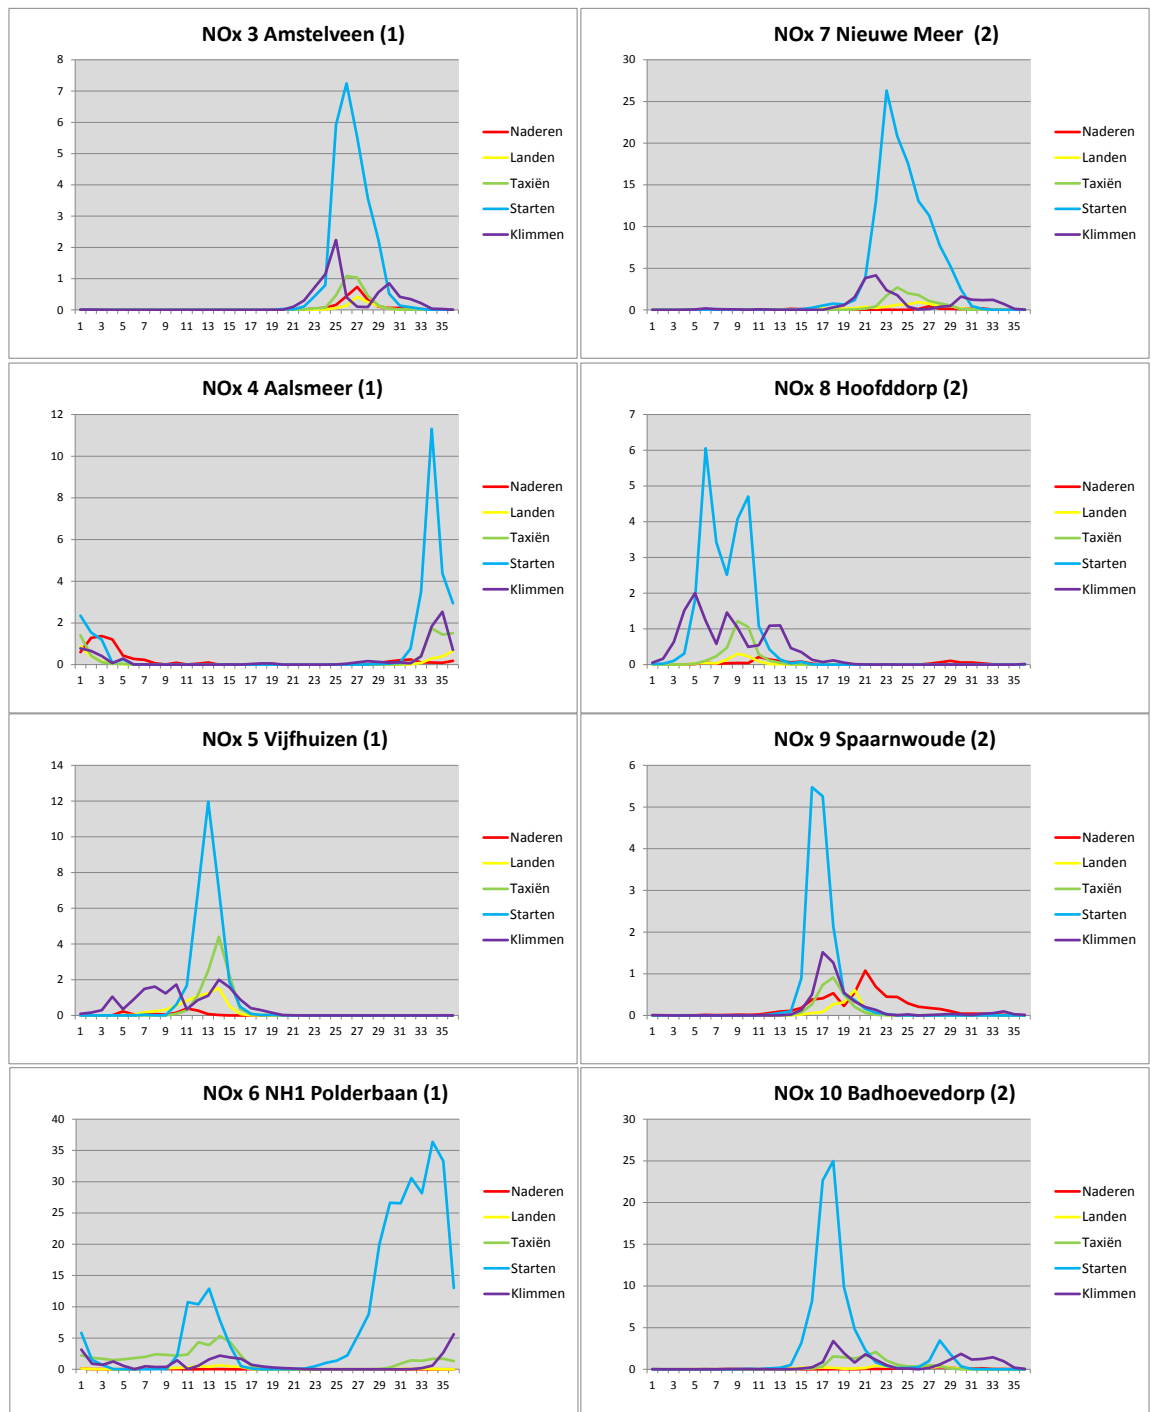 NOx 3 Amstelveen (1)
8
7
6
5
4
3
2
1
0
1 3 5 7 9 11 13 15 17 19 21 23 25 27 29 31 33 35
Naderen
Landen
Taxiën
Starten
Klimmen
NOx 7 Nieuwe Meer (2)
30
25
20
15
10
5
0
1 3 5 7 9 11 13 15 17 19 21 23 25 27 29 31 33 35
Naderen
Landen
Taxiën
Starten
Klimmen
NOx 4 Aalsmeer (1)
12
10
8
6
4
2
0
1 3 5 7 9 11 13 15 17 19 21 23 25 27 29 31 33 35
Naderen
Landen
Taxiën
Starten
Klimmen
NOx 8 Hoofddorp (2)
7
6
5
4
3
2
1
0
1 3 5 7 9 11 13 15 17 19 21 23 25 27 29 31 33 35
Naderen
Landen
Taxiën
Starten
Klimmen
NOx 5 Vijfhuizen (1)
14
12
10
8
6
4
2
0
1 3 5 7 9 11 13 15 17 19 21 23 25 27 29 31 33 35
Naderen
Landen
Taxiën
Starten
Klimmen
NOx 9 Spaarnwoude (2)
6
5
4
3
2
1
0
1 3 5 7 9 11 13 15 17 19 21 23 25 27 29 31 33 35
Naderen
Landen
Taxiën
Starten
Klimmen
NOx 6 NH1 Polderbaan (1)
40
35
30
25
20
15
10
5
0
1 3 5 7 9 11 13 15 17 19 21 23 25 27 29 31 33 35
Naderen
Landen
Taxiën
Starten
Klimmen
NOx 10 Badhoevedorp (2)
30
25
20
15
10
5
0
1 3 5 7 9 11 13 15 17 19 21 23 25 27 29 31 33 35
Naderen
Landen
Taxiën
Starten
Klimmen